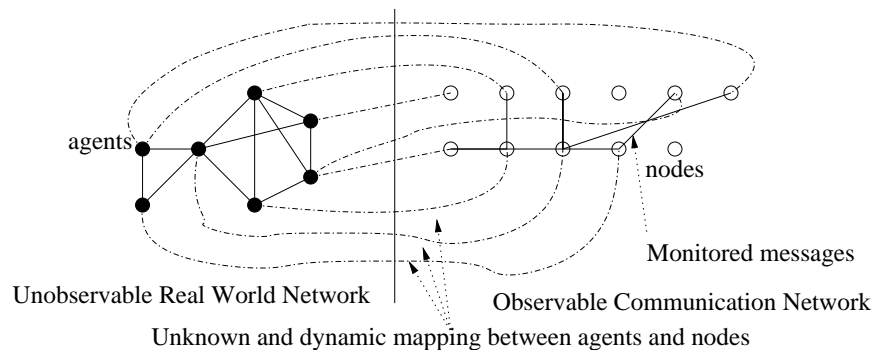 agents
nodes
Monitored messages
Unobservable Real World Network
Observable Communication Network
Unknown and dynamic mapping between agents and nodes